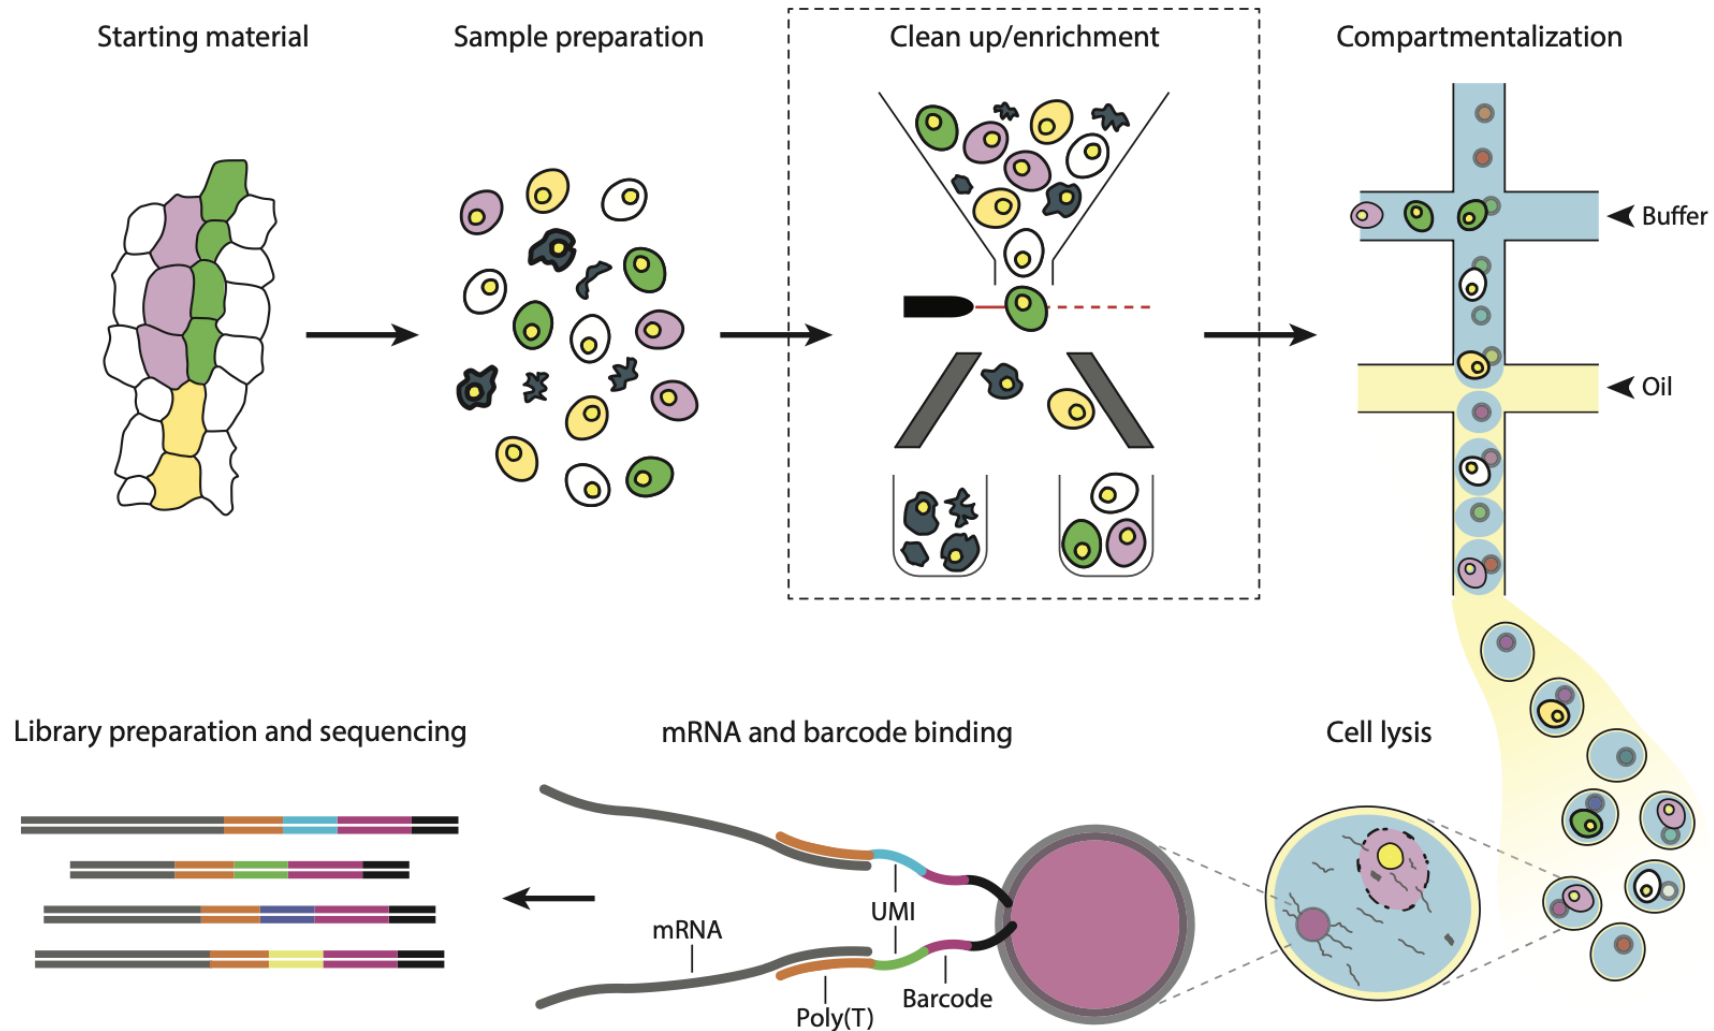 Starting material
Sample preparation
Clean up/enrichment
Compartmentalization
Buffer
Oil
Library preparation and sequencing
mRNA and barcode binding
Cell lysis
UMI
mRNA
Barcode
Poly(T)